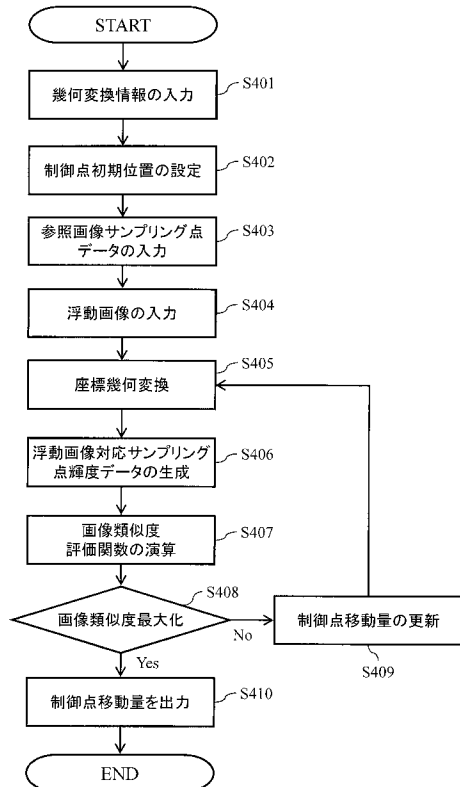 START
幾何変換情報の入力
S401
制御点初期位置の設定
S402
参照画像サンプリング点
データの入力
S403
浮動画像の入力
S404
座標幾何変換
S405
浮動画像対応サンプリング
点輝度データの生成
S406
画像類似度
評価関数の演算
S407
画像類似度最大化
S408
No
制御点移動量の更新
S409
Yes
制御点移動量を出力
S410
END